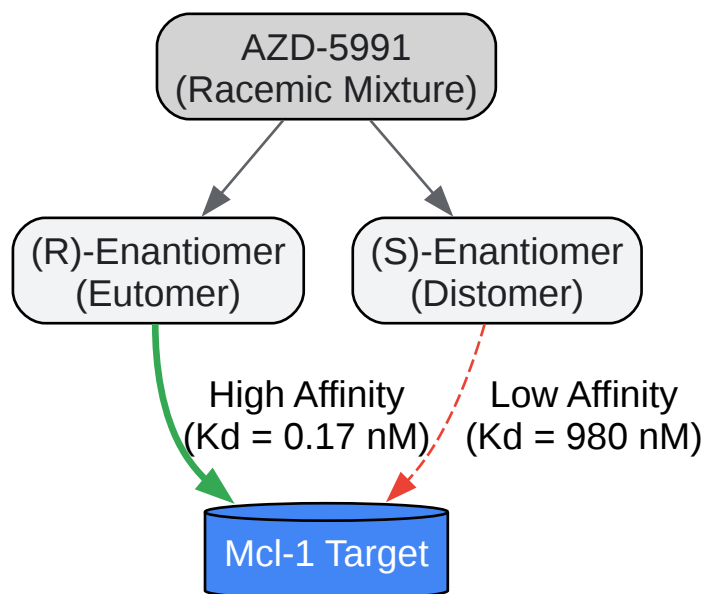 AZD-5991
(Racemic Mixture)
(R)-Enantiomer
(Eutomer)
(S)-Enantiomer
(Distomer)
High Affinity
(Kd = 0.17 nM)
Low Affinity
(Kd = 980 nM)
Mcl-1 Target